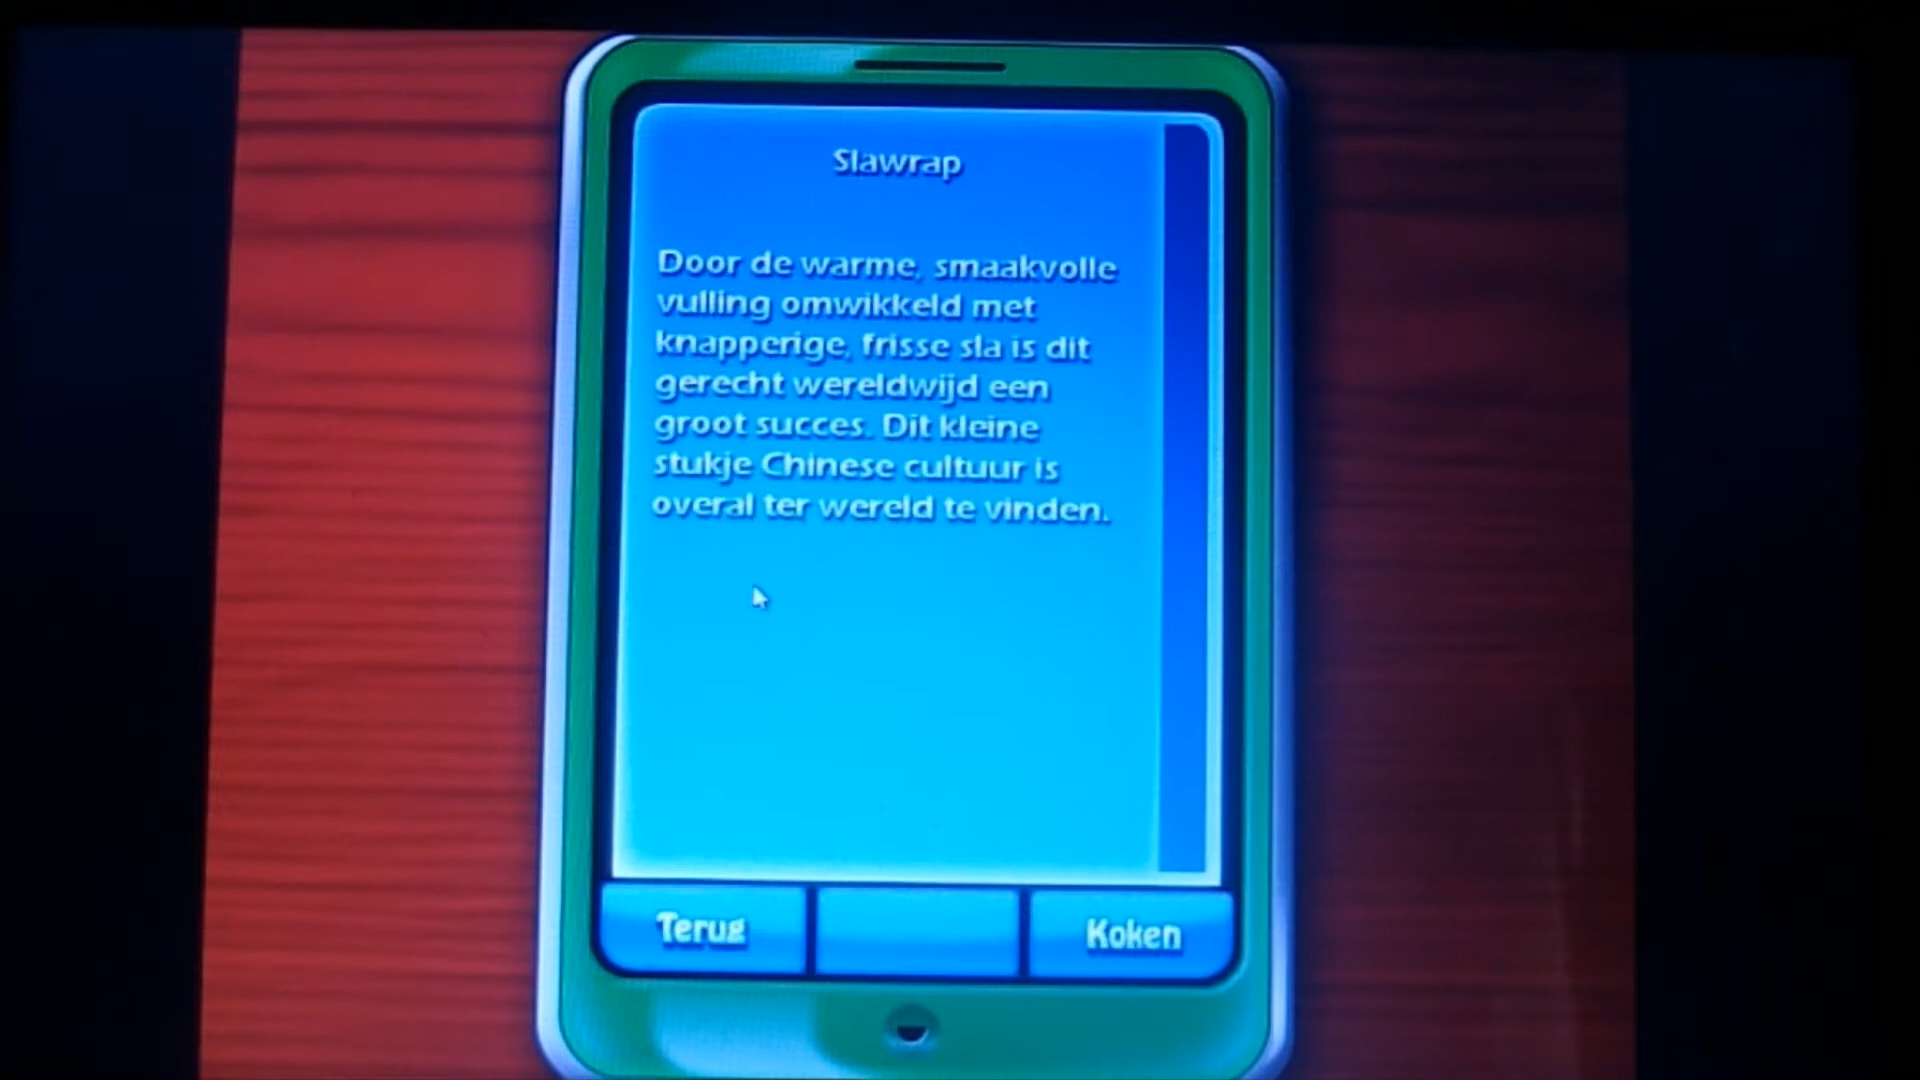 Slawrap
Door de warme, smaakvolle
vulling omwikkeld met
knapperige, frisse sla is dit
gerecht wereldwijd een
groot succes. Dit kleine
stukje Chinese cultuur is
overal ter wereld te vinden.
Terug
Koken